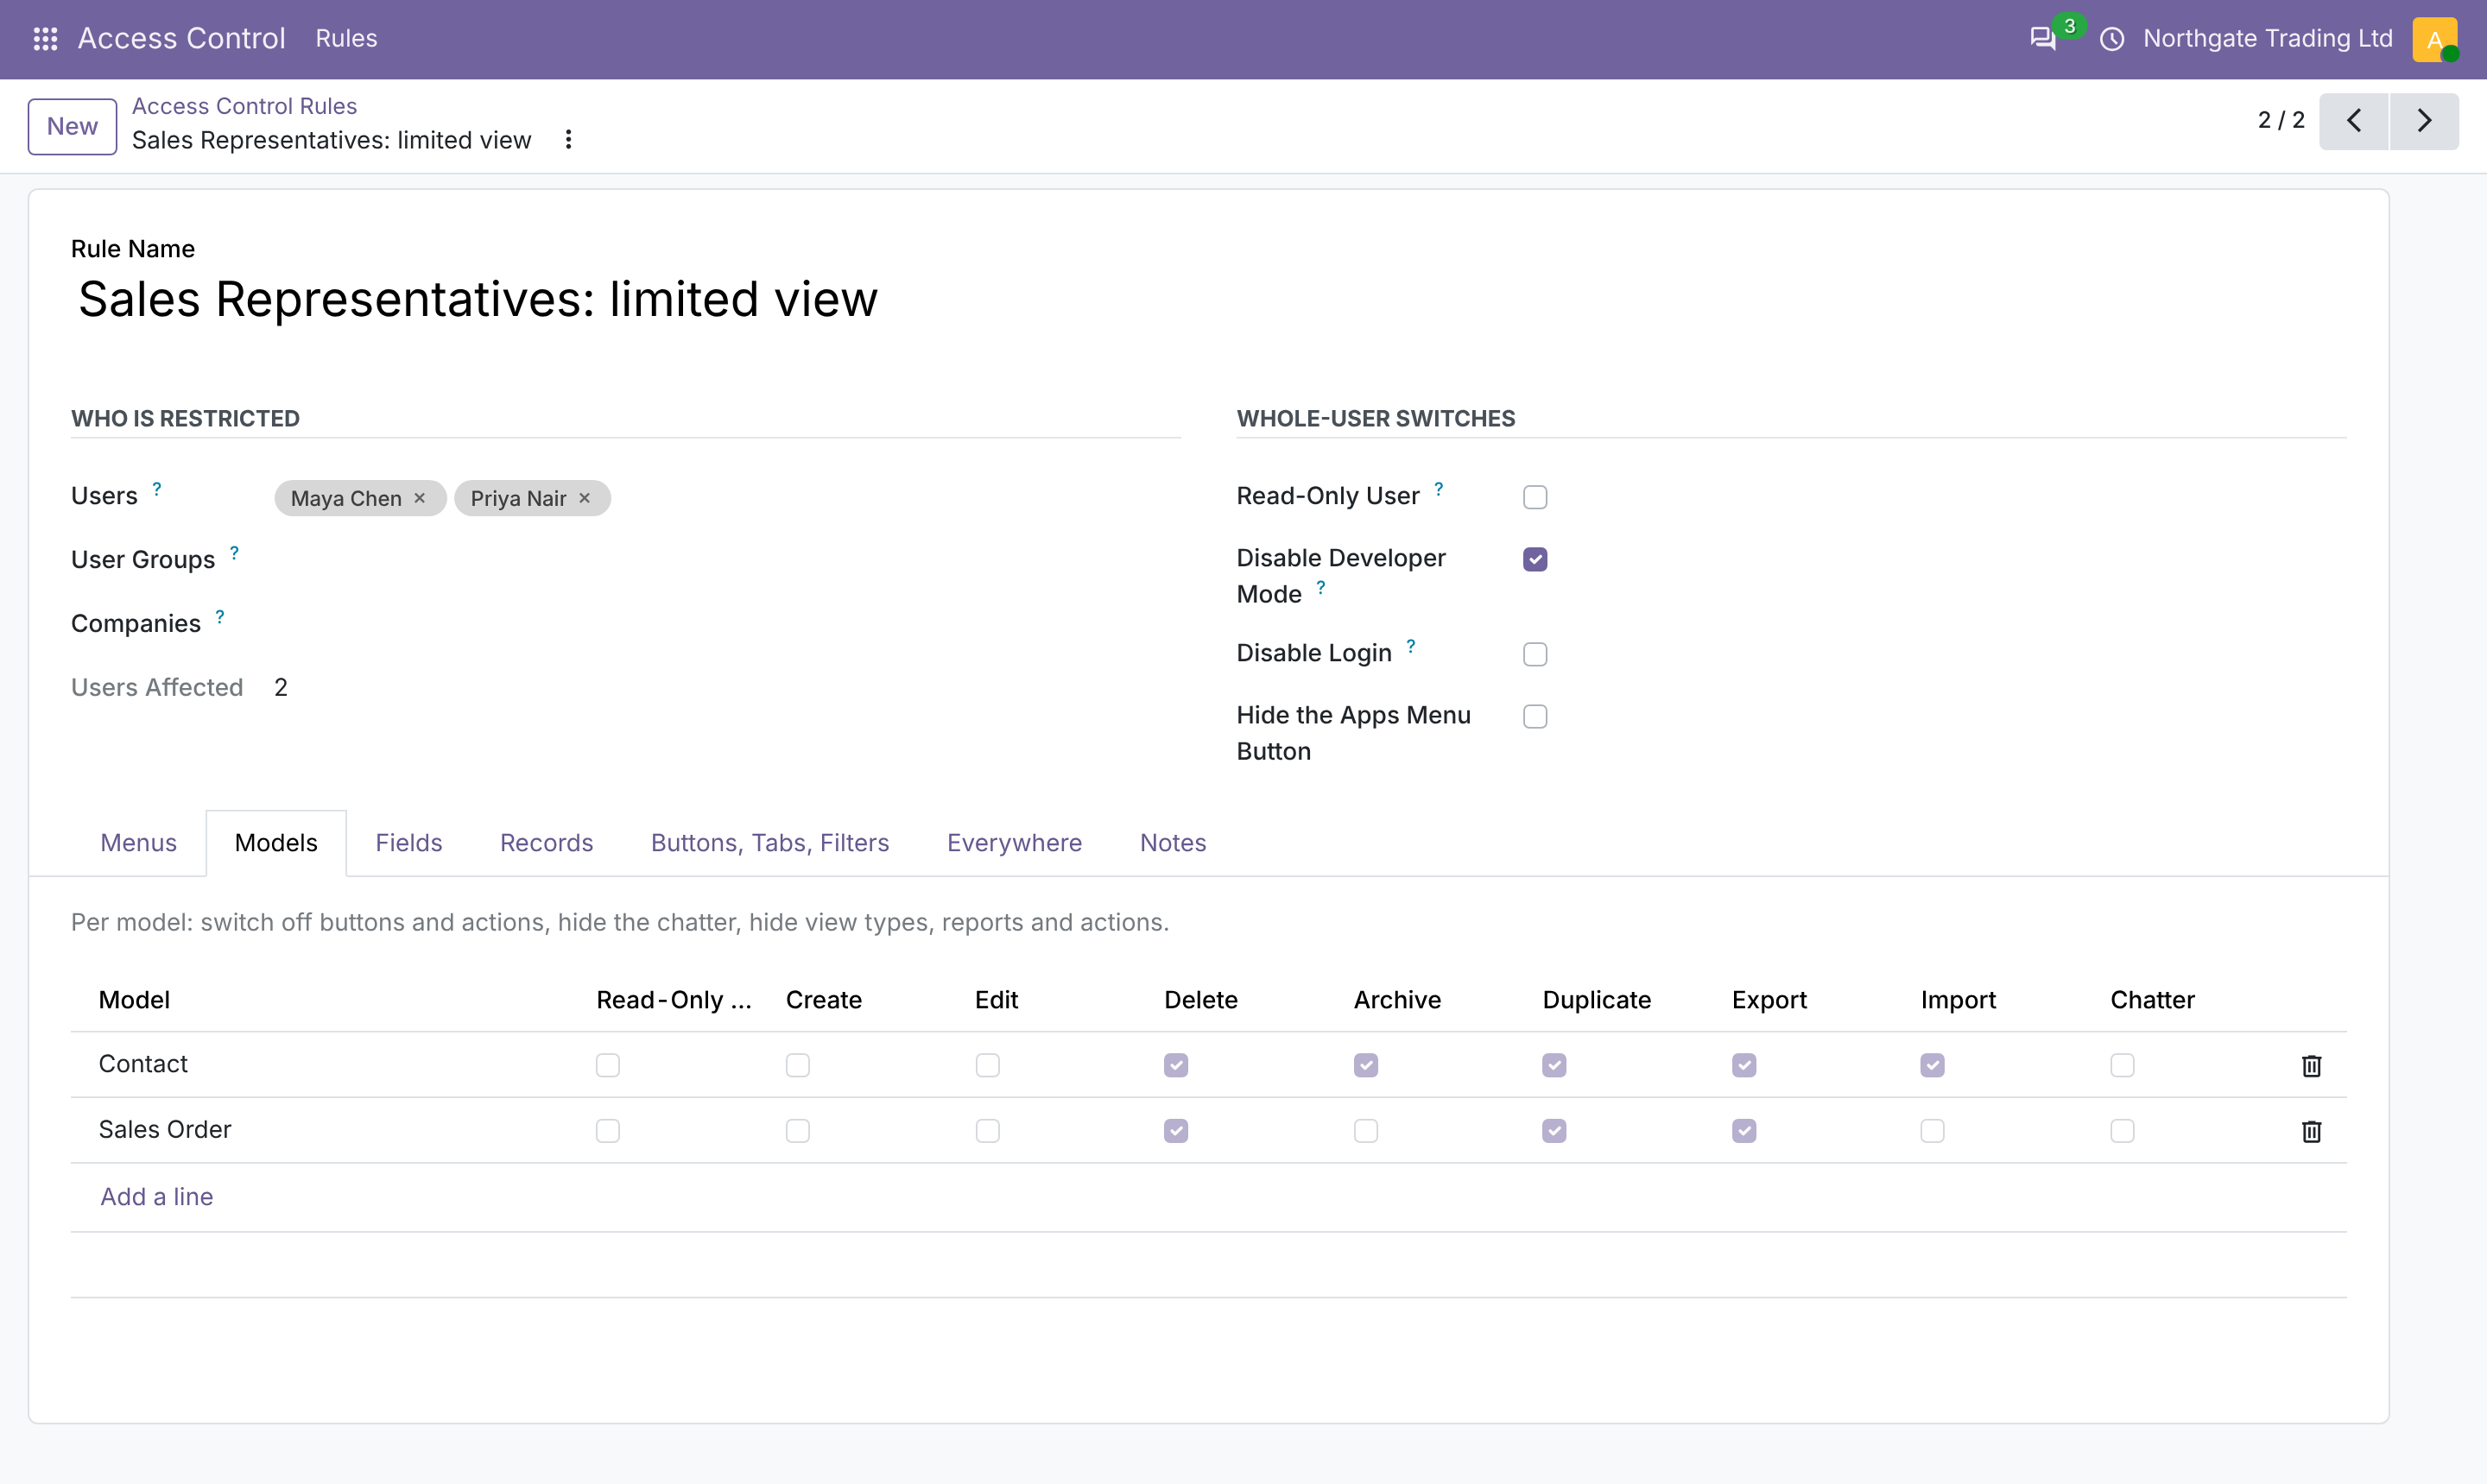 Access Control Rules 3 Northgate Trading Ltd A
New Access Control Rules
Sales Representatives: limited view 2 / 2
Rule Name
Sales Representatives: limited view
WHO IS RESTRICTED
Users ? Maya Chen × Priya Nair ×
User Groups ?
Companies ?
Users Affected 2
WHOLE-USER SWITCHES
Read-Only User ?
Disable Developer
Mode ?
Disable Login ?
Hide the Apps Menu
Button
Menus Models Fields Records Buttons, Tabs, Filters Everywhere Notes
Per model: switch off buttons and actions, hide the chatter, hide view types, reports and actions.
Model Read-Only ... Create Edit Delete Archive Duplicate Export Import Chatter
Contact
Sales Order
Add a line